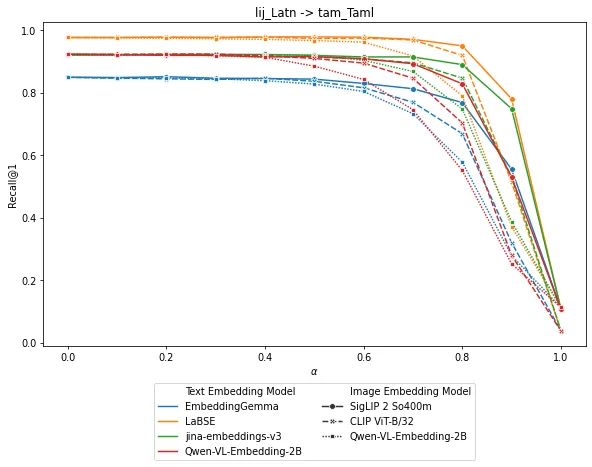 lij_Latn -> tam_Taml
Recall@1
1.0
0.8
0.6
0.4
0.2
0.0
0.0 0.2 0.4 0.6 0.8 1.0
α
Text Embedding Model
EmbeddingGemma
LaBSE
jina-embeddings-v3
Qwen-VL-Embedding-2B
Image Embedding Model
SigLIP 2 So400m
CLIP ViT-B/32
Qwen-VL-Embedding-2B